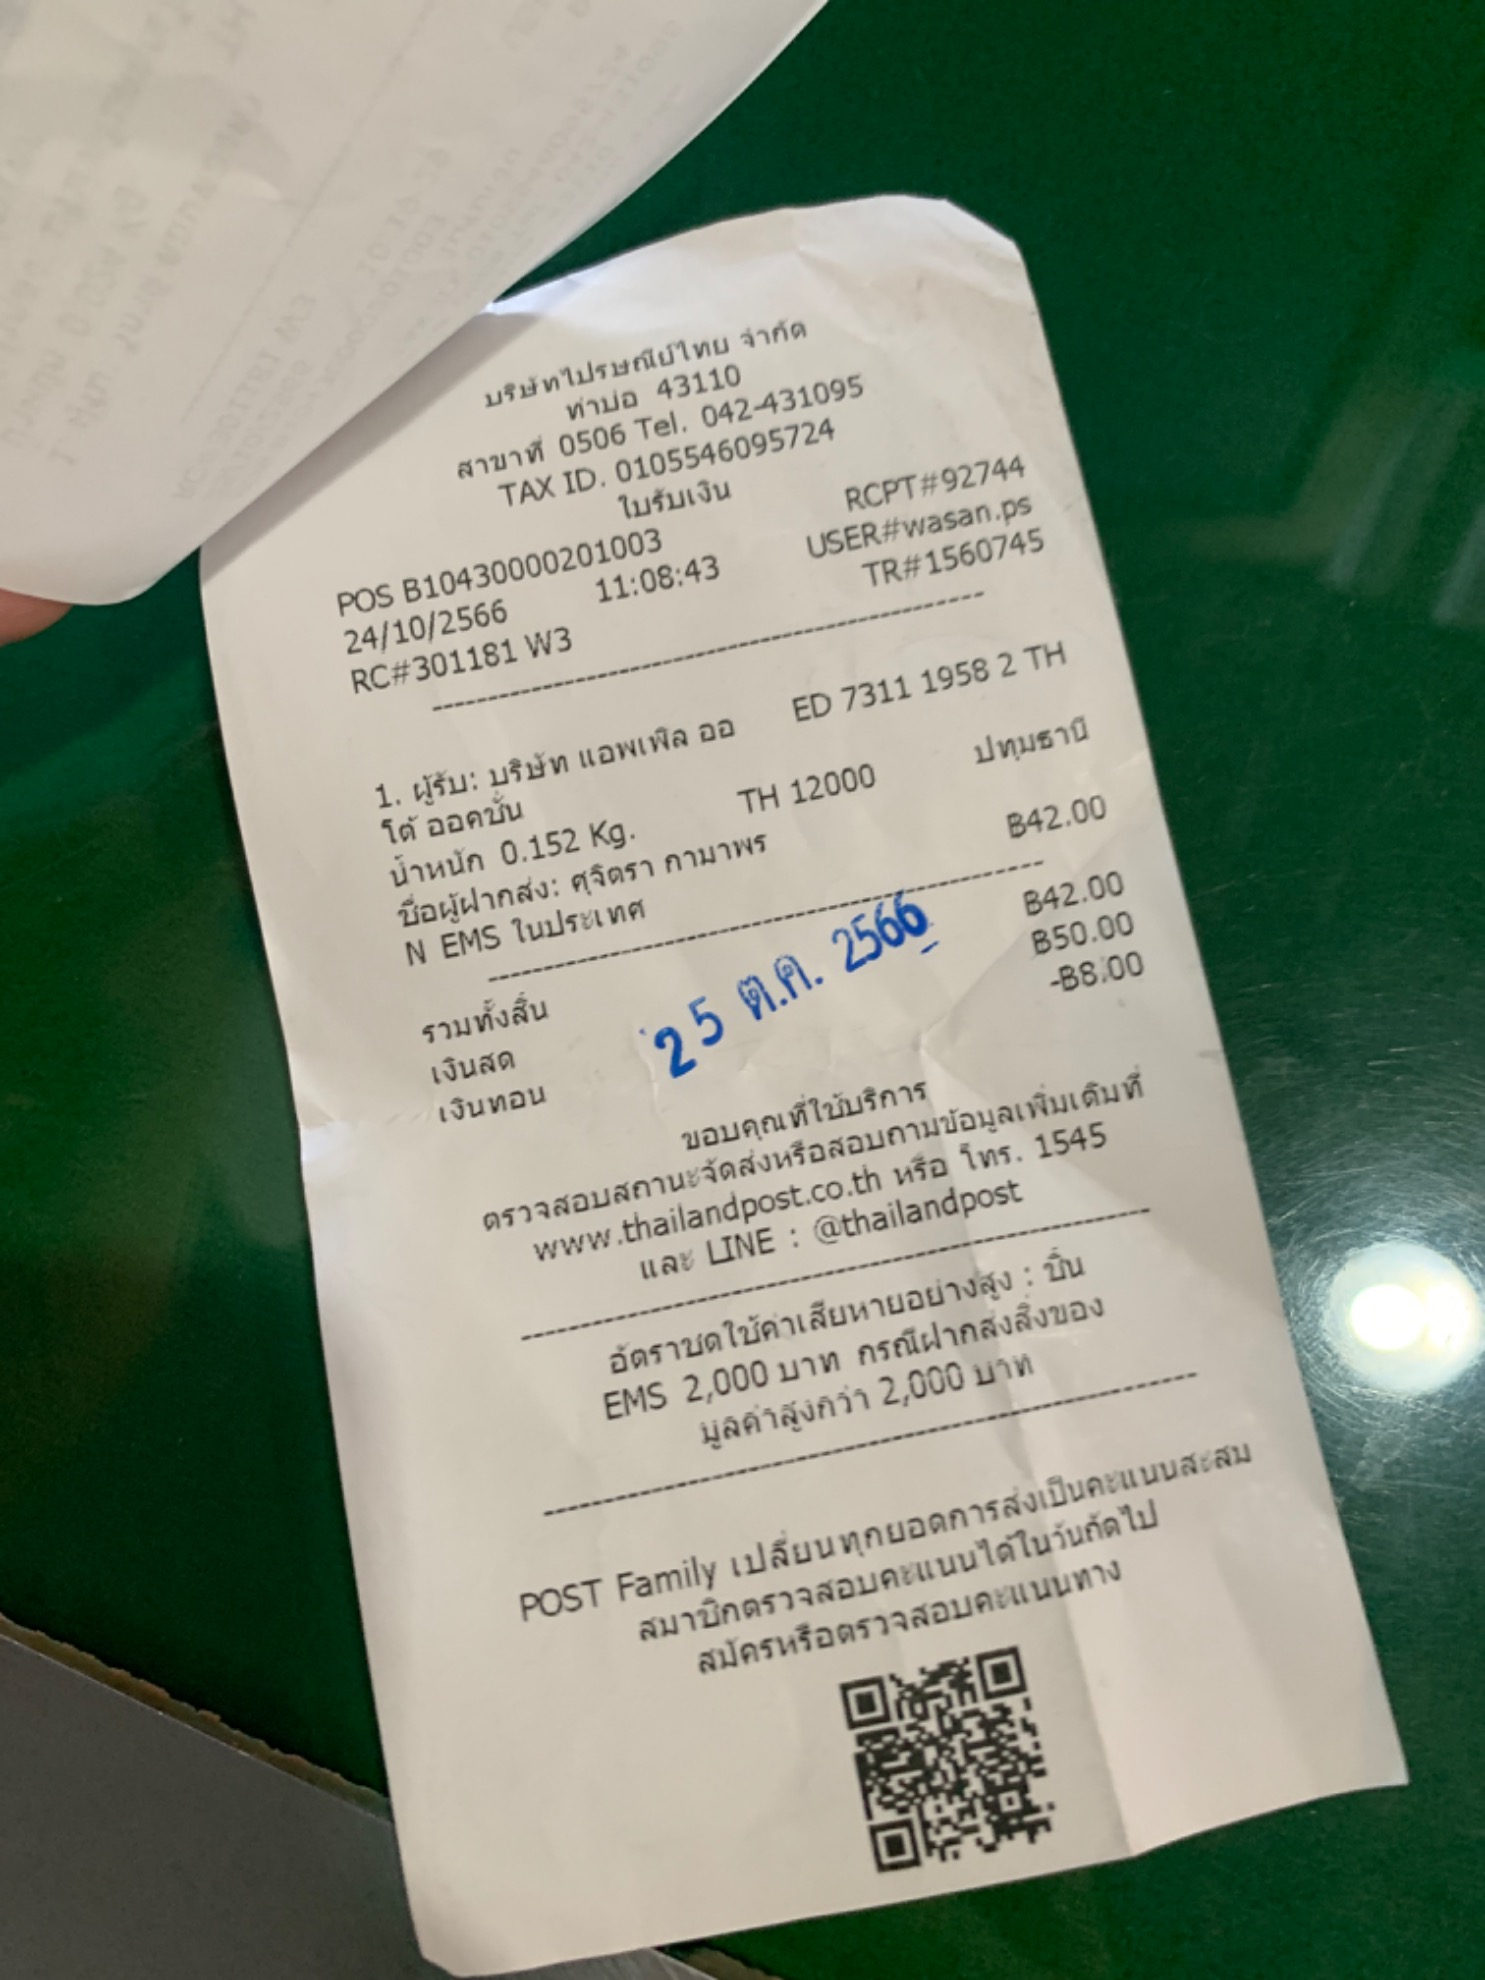 บริษัทไปรษณีย์ไทย จำกัด
ท่าบ่อ 43110
สาขาที่ 0506 Tel. 042-431095
TAX ID. 0105546095724
ใบรับเงิน
POS B10430000201003 RCPT#92744
24/10/2566 11:08:43 USER#wasan.ps
RC#301181 W3 TR#1560745
1. ผู้รับ: บริษัท แอพเพิล ออ ED 7311 1958 2 TH
โต้ ออคชั่น
น้ำหนัก 0.152 Kg. TH 12000 ปทุมธานี
ชื่อผู้ฝากส่ง: ศุจิตรา กามาพร
N EMS ในประเทศ ฿42.00
รวมทั้งสิ้น ฿42.00
เงินสด ฿50.00
เงินทอน -฿8.00
25 ต.ค. 2566
ขอบคุณที่ใช้บริการ
ตรวจสอบสถานะจัดส่งหรือสอบถามข้อมูลเพิ่มเติมที่
www.thailandpost.co.th หรือ โทร. 1545
และ LINE : @thailandpost
อัตราชดใช้ค่าเสียหายอย่างสูง : ชิ้น
EMS 2,000 บาท กรณีฝากส่งสิ่งของ
มูลค่าสูงกว่า 2,000 บาท
POST Family เปลี่ยนทุกยอดการส่งเป็นคะแนนสะสม
สมาชิกตรวจสอบคะแนนได้ในวันถัดไป
สมัครหรือตรวจสอบคะแนนทาง